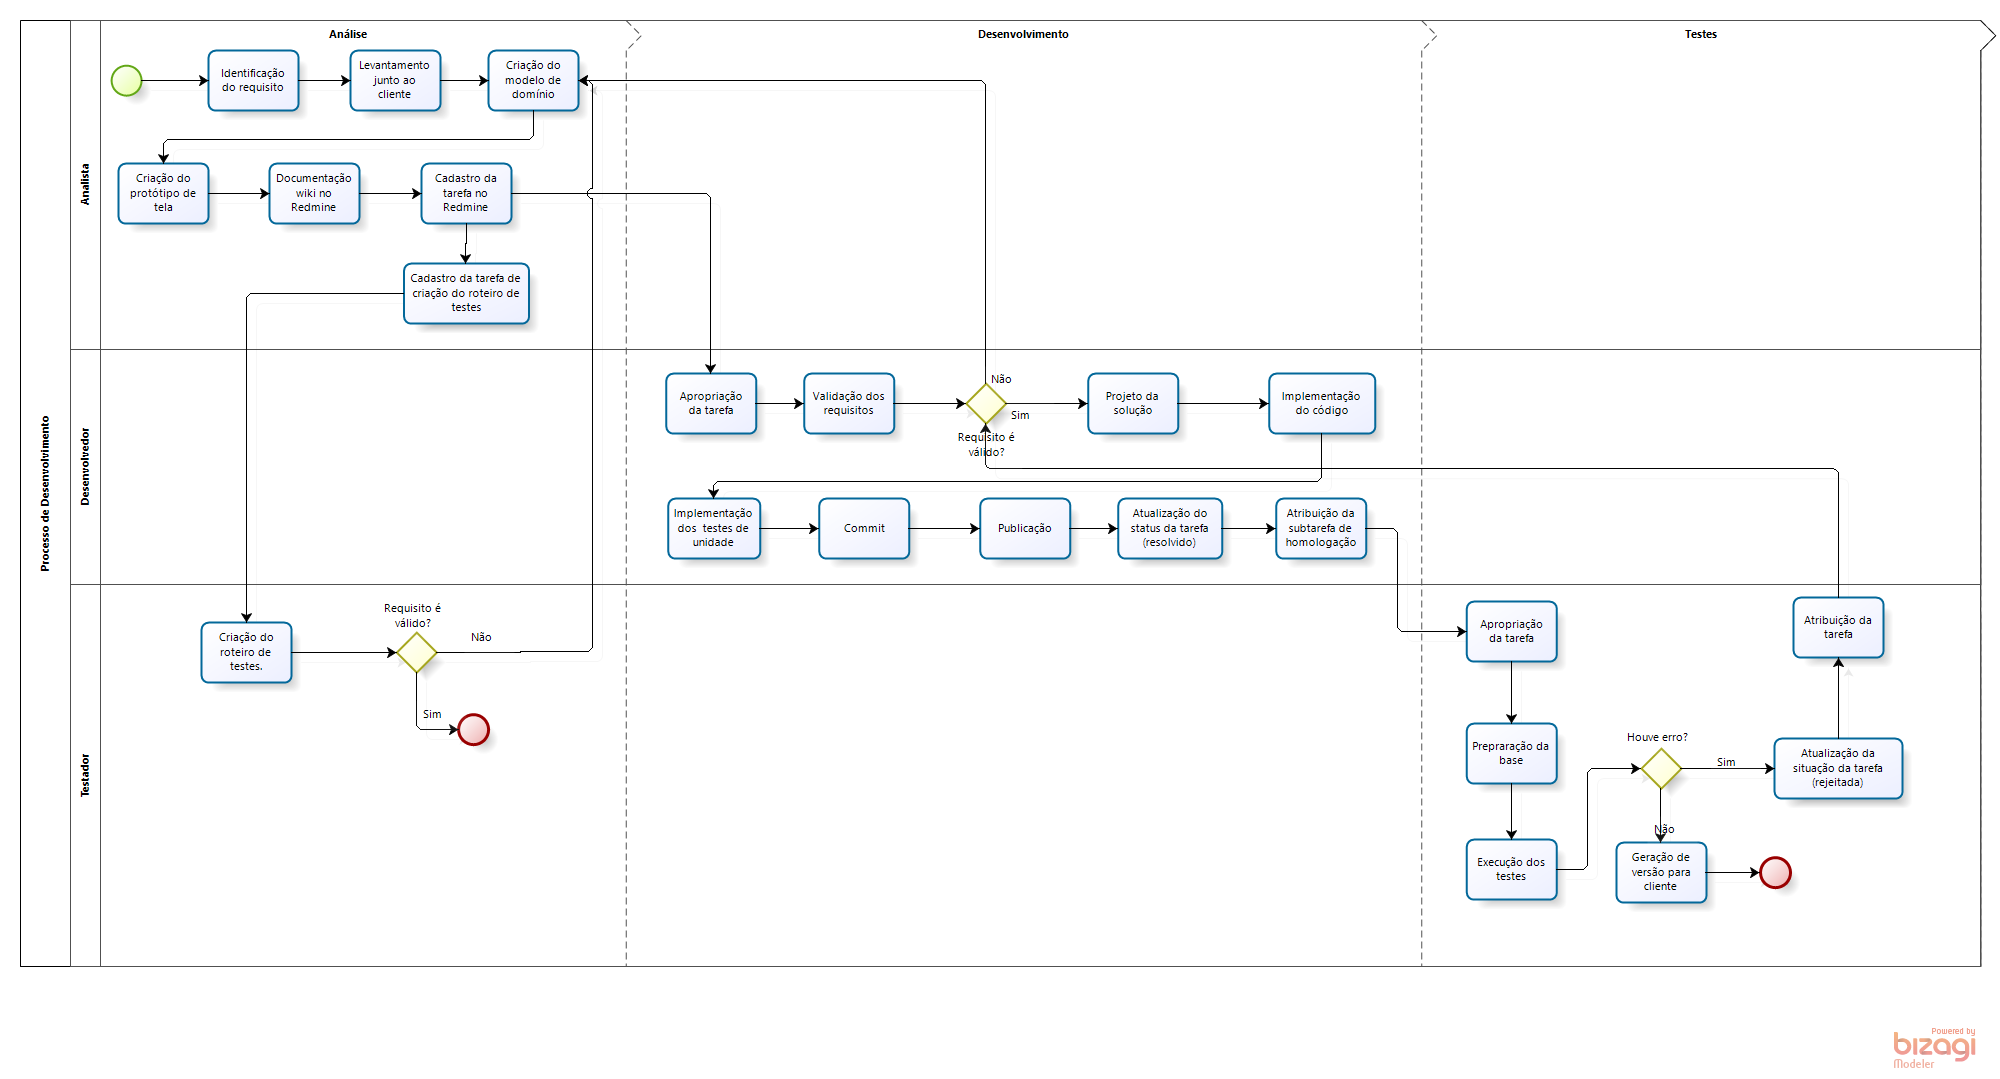 Análise
Desenvolvimento
Testes
Processo de Desenvolvimento
Analista
Identificação
do requisito
Levantamento
junto ao
cliente
Criação do
modelo de
domínio
Criação do
protótipo de
tela
Documentação
wiki no
Redmine
Cadastro da
tarefa no
Redmine
Cadastro da tarefa de
criação do roteiro de
testes
Desenvolvedor
Apropriação
da tarefa
Validação dos
requisitos
Não
Sim
Requisito é
válido?
Projeto da
solução
Implementação
do código
Implementação
dos testes de
unidade
Commit
Publicação
Atualização do
status da tarefa
(resolvido)
Atribuição da
subtarefa de
homologação
Testador
Criação do
roteiro de
testes.
Requisito é
válido?
Não
Sim
Apropriação
da tarefa
Prepraração da
base
Execução dos
testes
Houve erro?
Sim
Não
Geração de
versão para
cliente
Atualização da
situação da tarefa
(rejeitada)
Atribuição da
tarefa
Powered by
bizagi
Modeler